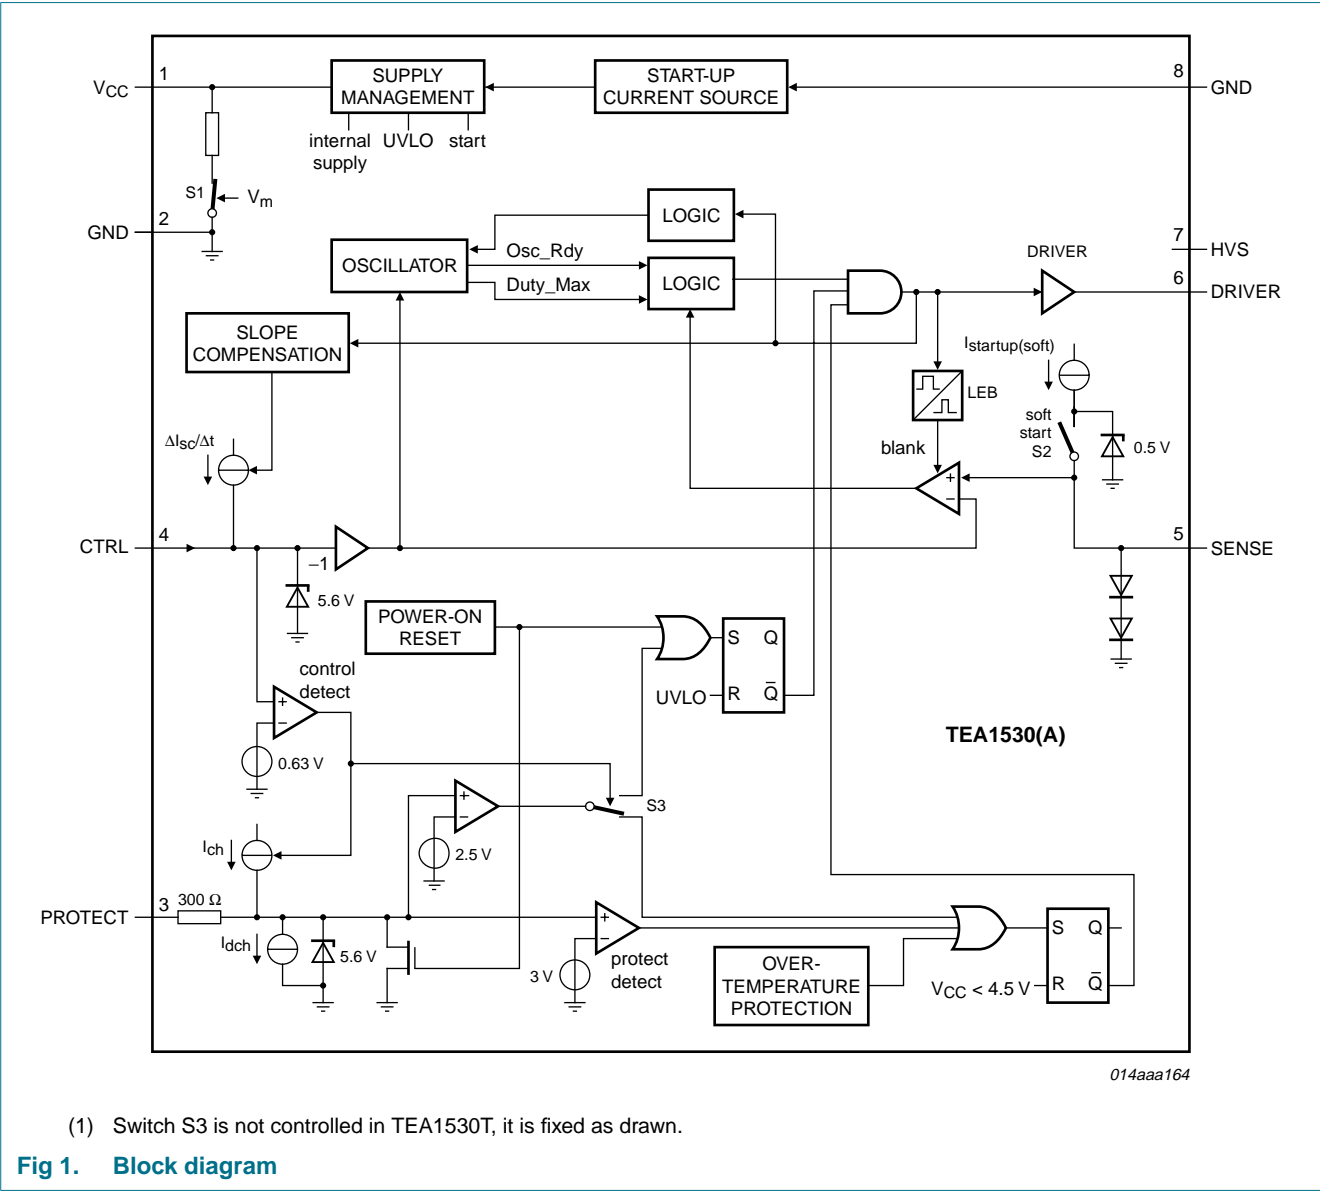 1
SUPPLY
MANAGEMENT
START-UP
CURRENT SOURCE
8
VCC
GND
internal
supply
UVLO
start
S1
Vm
2
GND
LOGIC
OSCILLATOR
Osc_Rdy
Duty_Max
LOGIC
DRIVER
7
HVS
6
DRIVER
SLOPE
COMPENSATION
Istartup(soft)
LEB
soft
start
S2
0.5 V
blank
ΔISC/Δt
+
−
4
CTRL
−1
5
SENSE
5.6 V
POWER-ON
RESET
S
Q
UVLO
R
Q̅
control
detect
+
−
0.63 V
TEA1530(A)
+
−
2.5 V
S3
Ich
3
PROTECT
300 Ω
Idch
5.6 V
+
−
3 V
protect
detect
OVER-
TEMPERATURE
PROTECTION
S
Q
VCC < 4.5 V
R
Q̅
014aaa164
(1) Switch S3 is not controlled in TEA1530T, it is fixed as drawn.
Fig 1. Block diagram